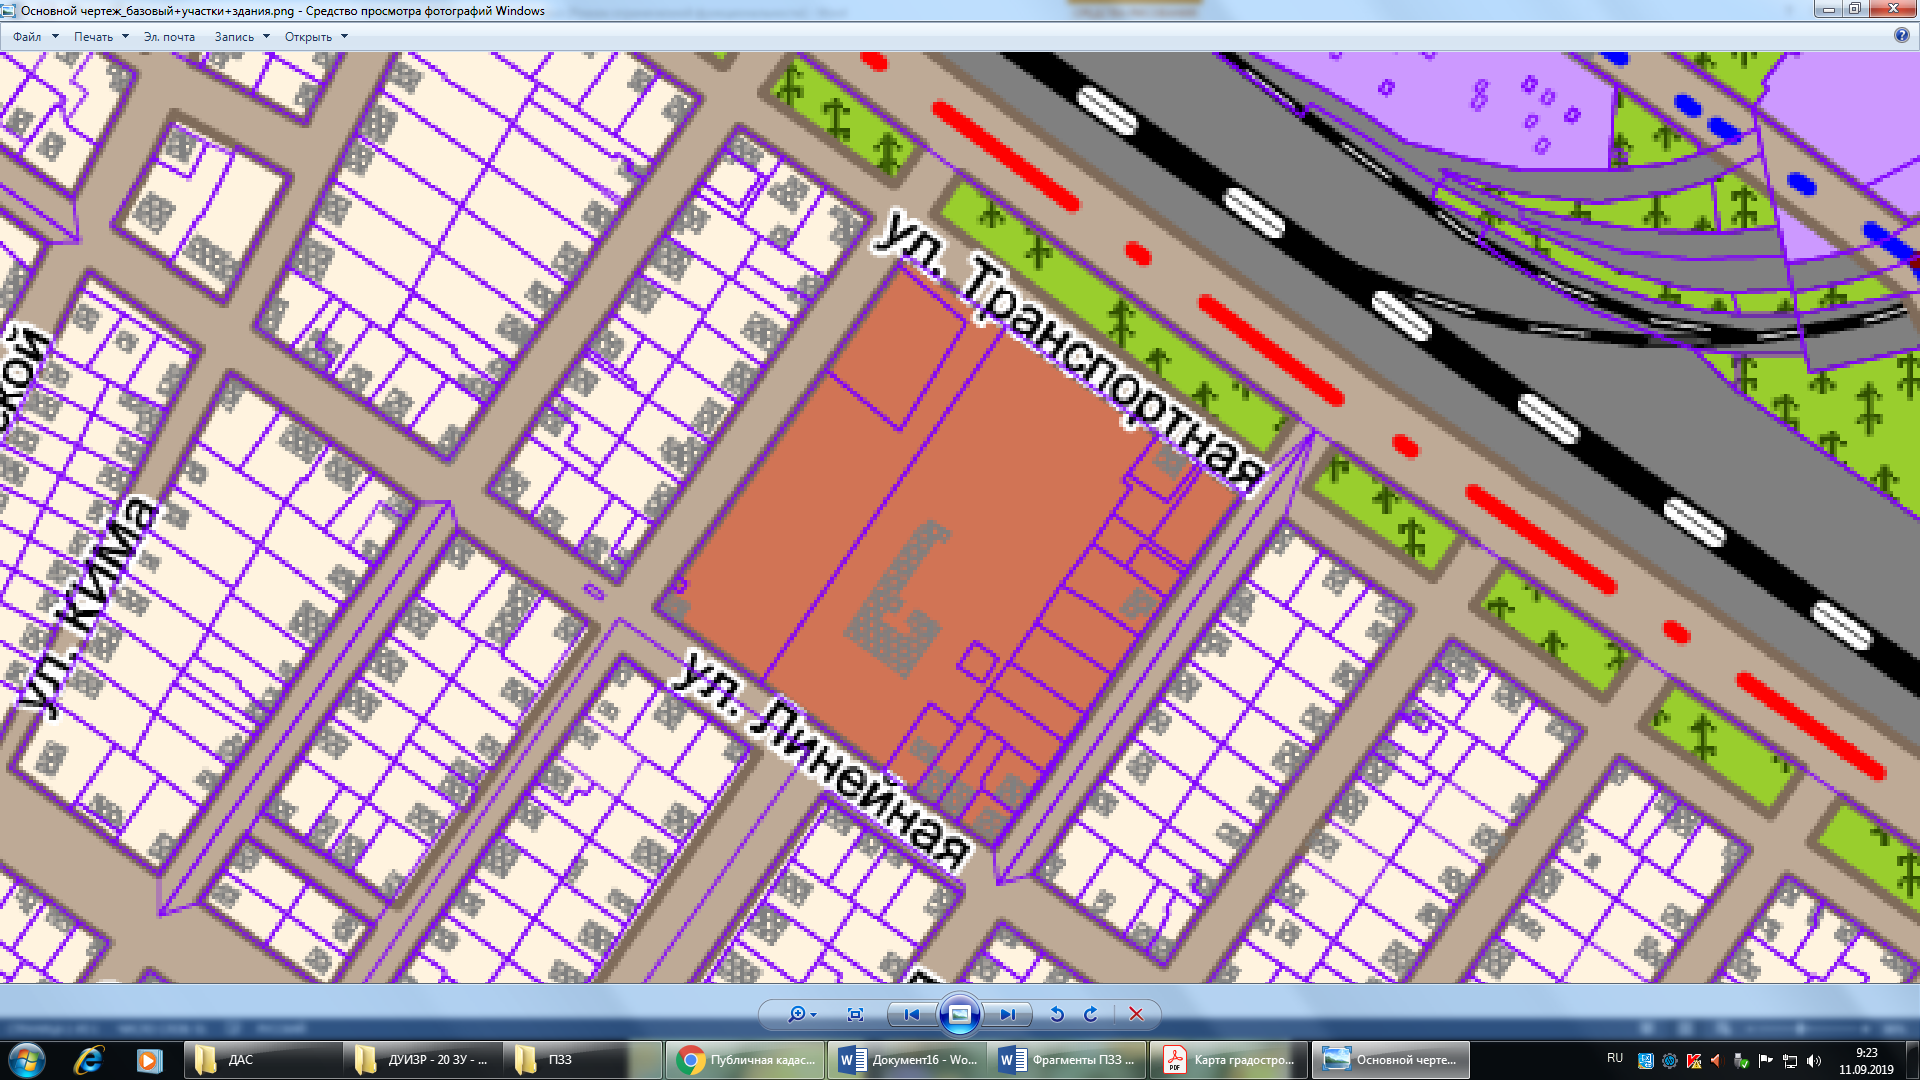 Основной чертеж_базовый+участки+здания.png - Средство просмотра фотографий Windows
Файл Печать Эл. почта Запись Открыть
ул. Транспортная
ской
ул. КИМа
ул. Линейная
ДАС
ДУИЗР - 20 ЗУ - ...
ПЗЗ
Публичная кадас...
Документ16 - Wo...
Фрагменты ПЗЗ ...
Карта градостро...
Основной черте...
RU
9:23
11.09.2019